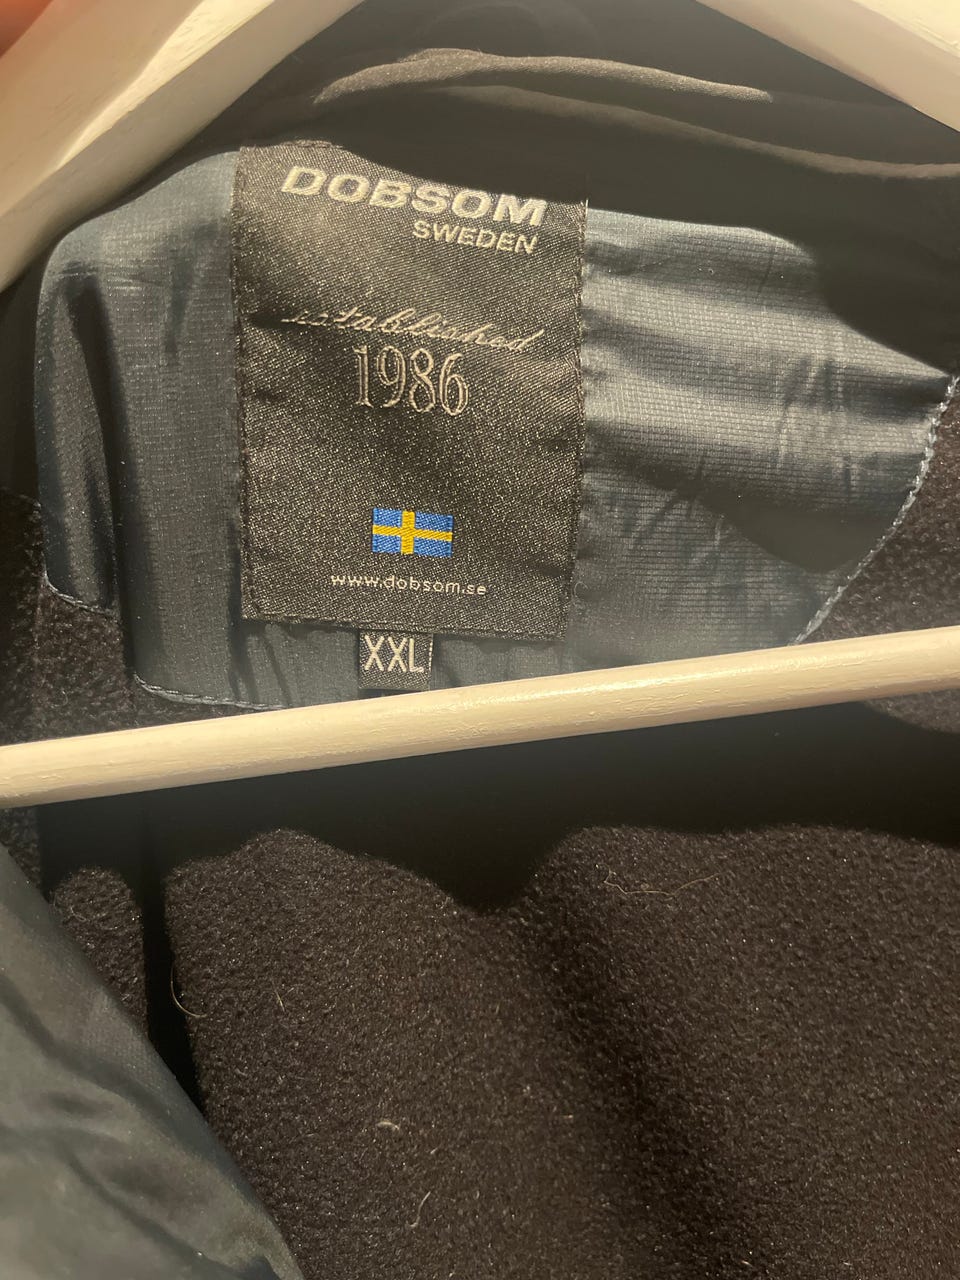 DOBSOM
SWEDEN
established
1986
www.dobsom.se
XXL